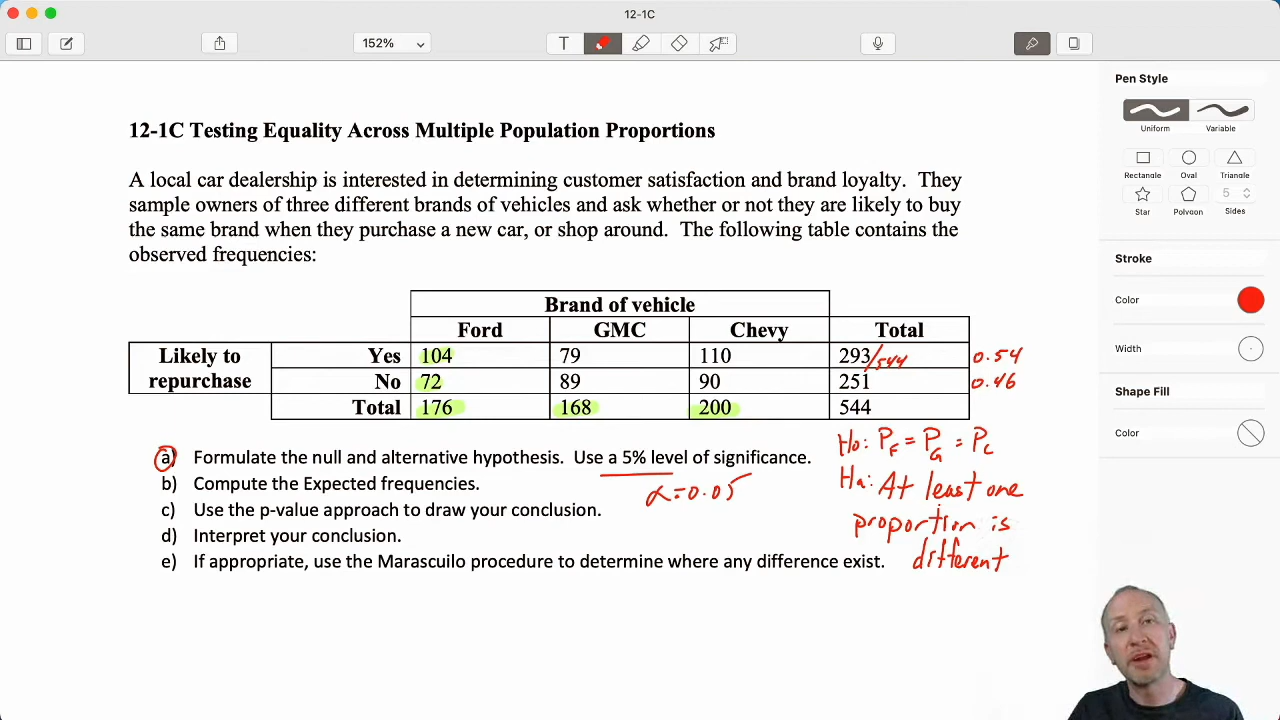 12-1C
152%
T
Pen Style
Uniform Variable
Rectangle Oval Triangle
Star Polygon 5 Sides
Stroke
Color
Width
Shape Fill
Color
12-1C Testing Equality Across Multiple Population Proportions
A local car dealership is interested in determining customer satisfaction and brand loyalty. They
sample owners of three different brands of vehicles and ask whether or not they are likely to buy
the same brand when they purchase a new car, or shop around. The following table contains the
observed frequencies:
Brand of vehicle
Ford GMC Chevy Total
Likely to Yes 104 79 110 293/544 0.54
repurchase No 72 89 90 251 0.46
Total 176 168 200 544
Ho: PF = PG = PC
a) Formulate the null and alternative hypothesis. Use a 5% level of significance.
α=0.05
Ha: At least one
b) Compute the Expected frequencies.
c) Use the p-value approach to draw your conclusion.
proportion is
d) Interpret your conclusion.
different
e) If appropriate, use the Marascuilo procedure to determine where any difference exist.